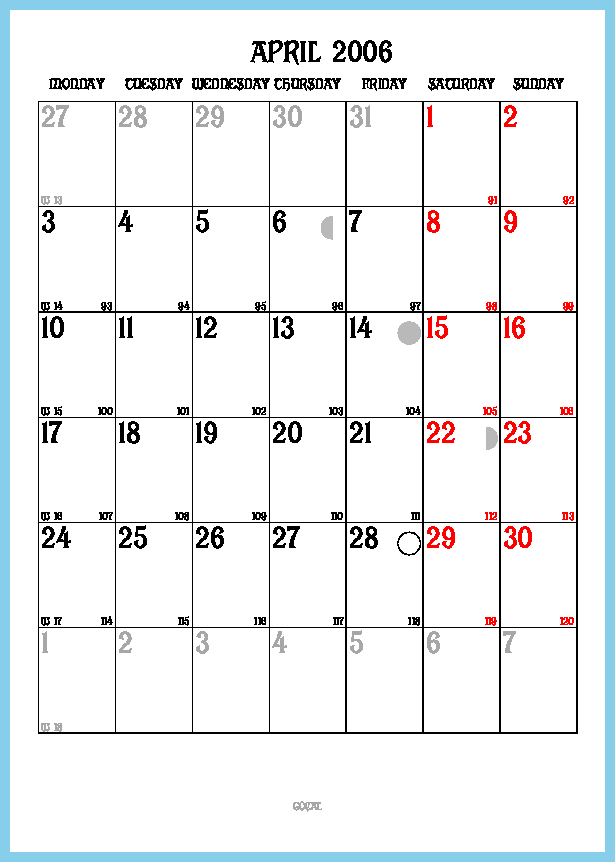 APRIL 2006
MONDAY TUESDAY WEDNESDAY THURSDAY FRIDAY SATURDAY SUNDAY
27 28 29 30 31 1 2
W 13 91 92
3 4 5 6 7 8 9
W 14 93 94 95 96 97 98 99
10 11 12 13 14 15 16
W 15 100 101 102 103 104 105 106
17 18 19 20 21 22 23
W 16 107 108 109 110 111 112 113
24 25 26 27 28 29 30
W 17 114 115 116 117 118 119 120
1 2 3 4 5 6 7
W 18